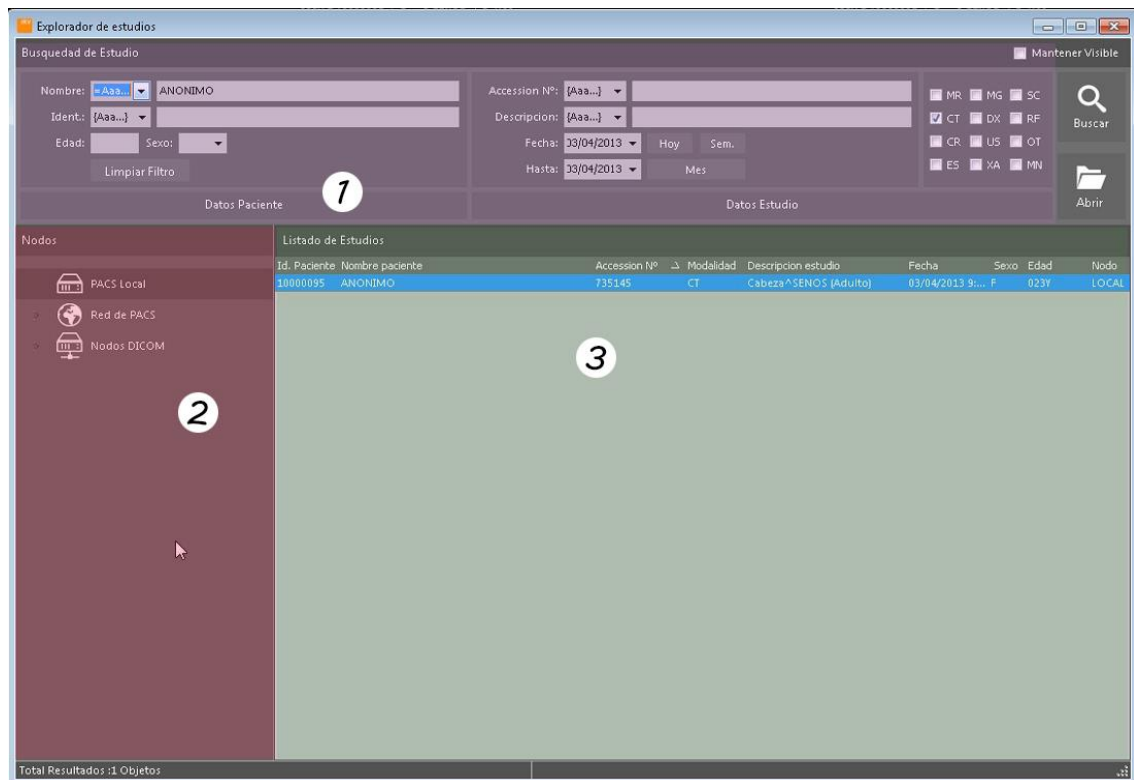 Explorador de estudios
Busquedad de Estudio
Mantener Visible
Nombre: =Aaa... ANONIMO
Ident.: {Aaa...}
Edad: Sexo:
Limpiar Filtro
Datos Paciente
1
Accession Nº: {Aaa...}
Descripcion: {Aaa...}
Fecha: 03/04/2013 Hoy Sem.
Hasta: 03/04/2013 Mes
Datos Estudio
MR MG SC
CT DX RF
CR US OT
ES XA MN
Buscar
Abrir
Nodos
PACS Local
Red de PACS
Nodos DICOM
2
Listado de Estudios
Id. Paciente Nombre paciente Accession Nº Modalidad Descripcion estudio Fecha Sexo Edad Nodo
10000095 ANONIMO 735145 CT Cabeza^SENOS (Adulto) 03/04/2013 9:... F 023Y LOCAL
3
Total Resultados :1 Objetos